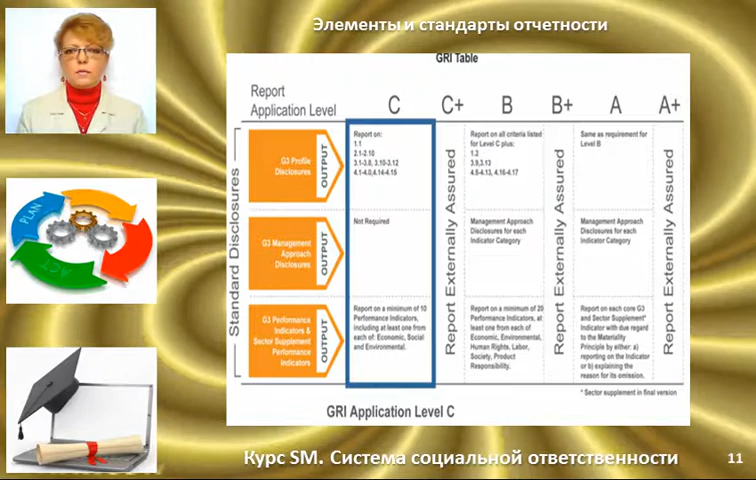 Элементы и стандарты отчетности
GRI Table
Report
Application Level
C
C+
B
B+
A
A+
Standard Disclosures
G3 Profile
Disclosures
OUTPUT
Report on:
1.1
2.1-2.10
3.1-3.8, 3.10-3.12
4.1-4.0,4.14-4.15
Report on all criteria listed
for Level C plus:
1.2
3.9,3.13
4.5-4.13, 4.16-4.17
Same as requirement for
Level B
G3 Management
Approach
Disclosures
OUTPUT
Not Required
Management Approach
Disclosures for each
Indicator Category
Management Approach
Disclosures for each
Indicator Category
G3 Performance
Indicators &
Sector Supplement
Performance
Indicators
OUTPUT
Report on a minimum of 10
Performance Indicators,
including at least one from
each of: Economic, Social
and Environmental.
Report on a minimum of 20
Performance Indicators, at
least one from each of
Economic, Environmental,
Human Rights, Labor,
Society, Product
Responsibility.
Report on each core G3
and Sector Supplement*
Indicator with due regard
to the Materiality
Principle by either: a)
reporting on the Indicator
or b) explaining the
reason for its omission.
Report Externally Assured
Report Externally Assured
Report Externally Assured
* Sector supplement in final version
GRI Application Level C
PLAN
ACT
Курс SM. Система социальной ответственности
11